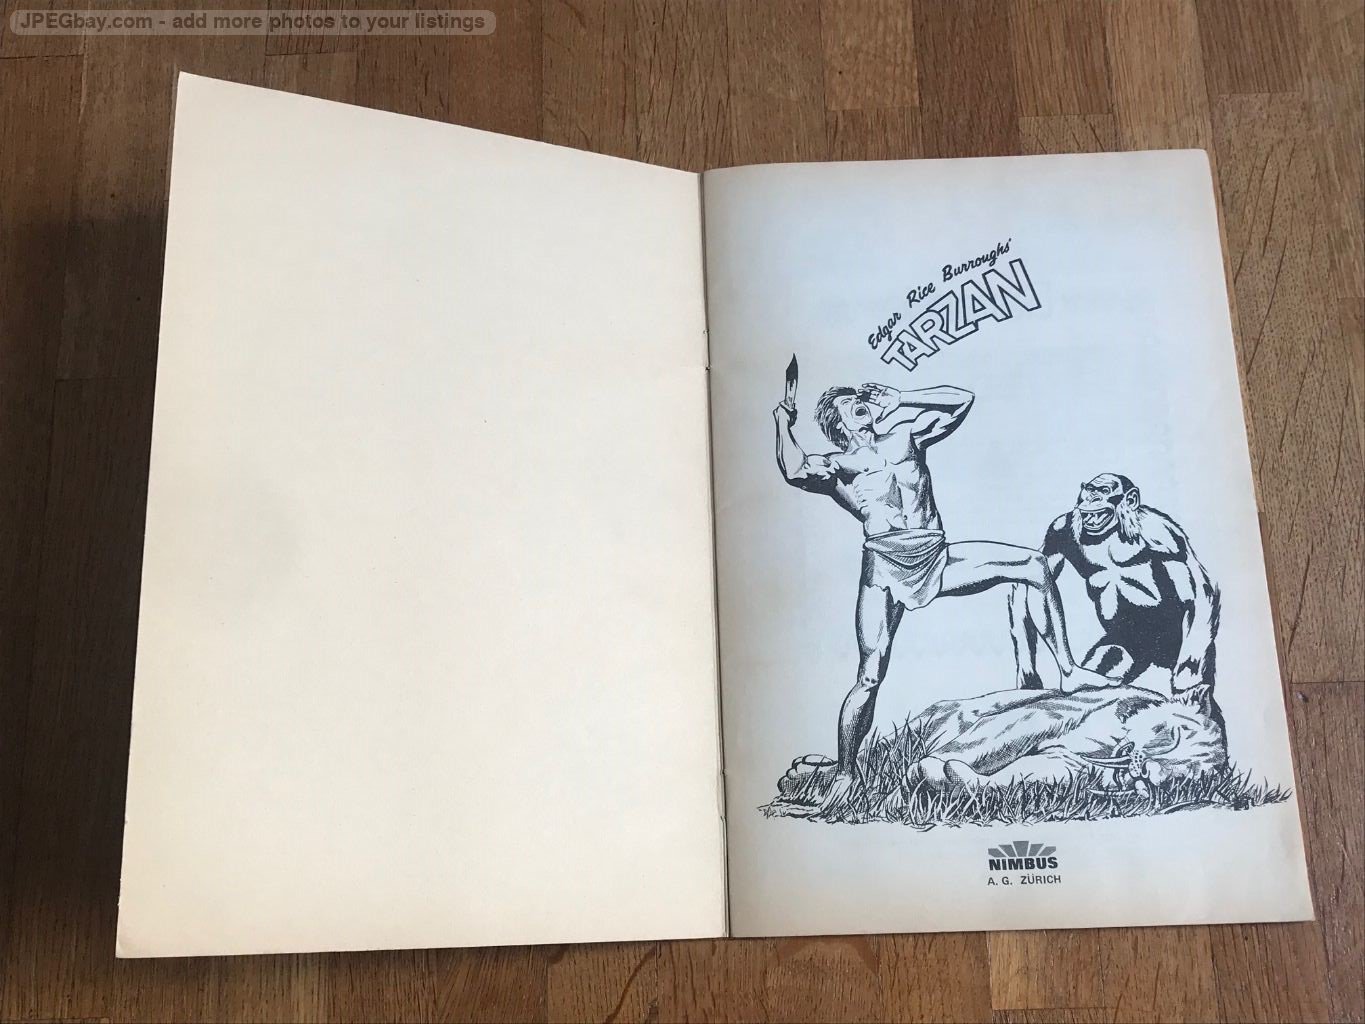 JPEGbay.com - add more photos to your listings
Edgar Rice Burroughs'
TARZAN
NIMBUS
A. G. ZÜRICH